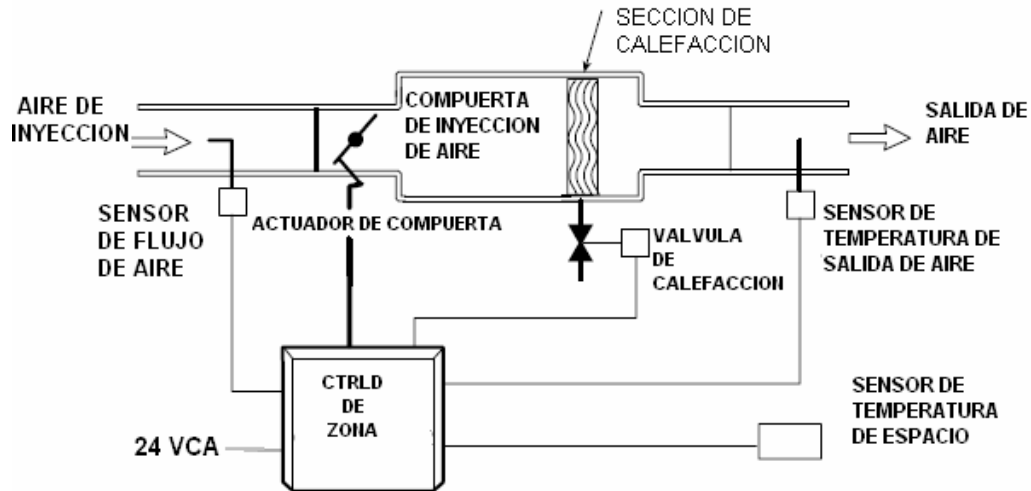 SECCION DE
CALEFACCION
AIRE DE
INYECCION
COMPUERTA
DE INYECCION
DE AIRE
SALIDA DE
AIRE
SENSOR
DE FLUJO
DE AIRE
ACTUADOR DE COMPUERTA
VALVULA
DE
CALEFACCION
SENSOR DE
TEMPERATURA DE
SALIDA DE AIRE
CTRLD
DE
ZONA
24 VCA
SENSOR DE
TEMPERATURA
DE ESPACIO